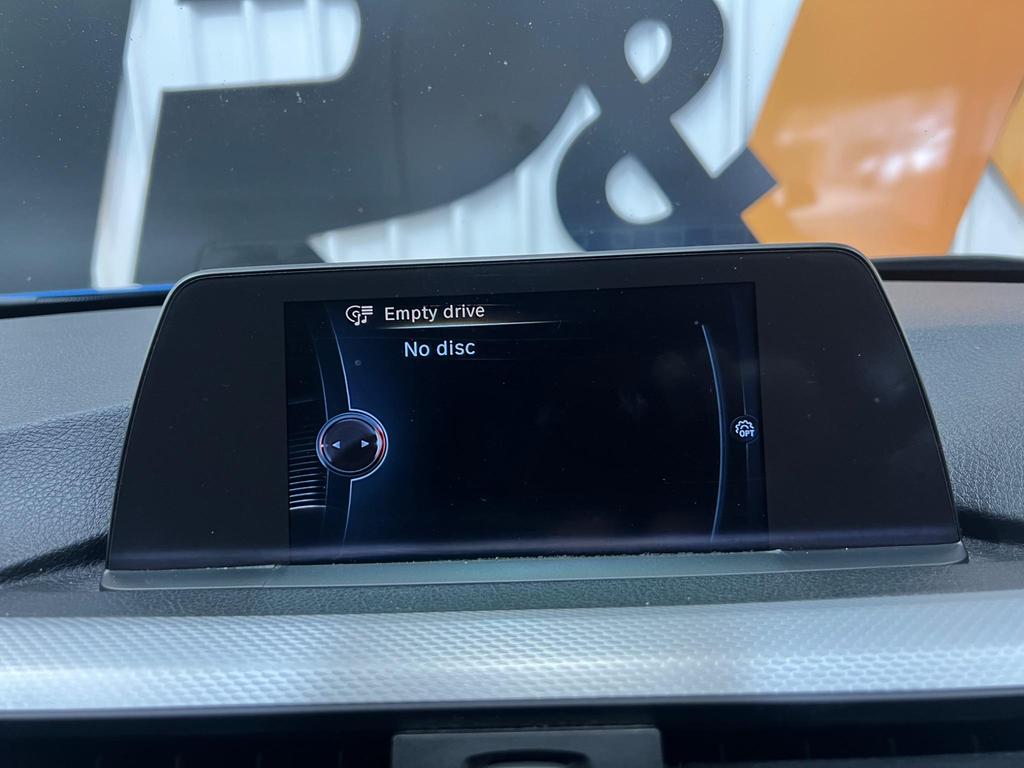 &
Empty drive
No disc
OPT